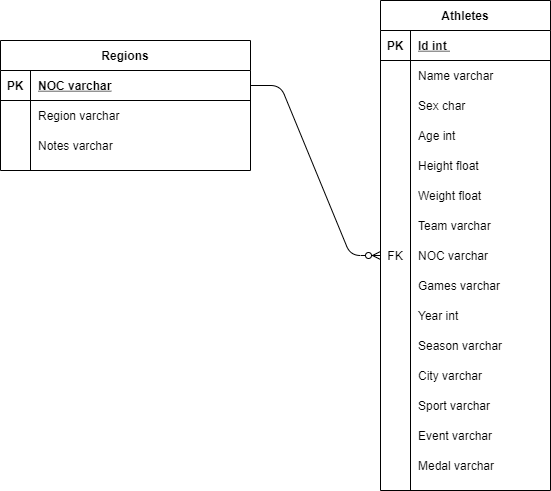 Regions
PK NOC varchar
Region varchar
Notes varchar
Athletes
PK Id int
Name varchar
Sex char
Age int
Height float
Weight float
Team varchar
FK NOC varchar
Games varchar
Year int
Season varchar
City varchar
Sport varchar
Event varchar
Medal varchar